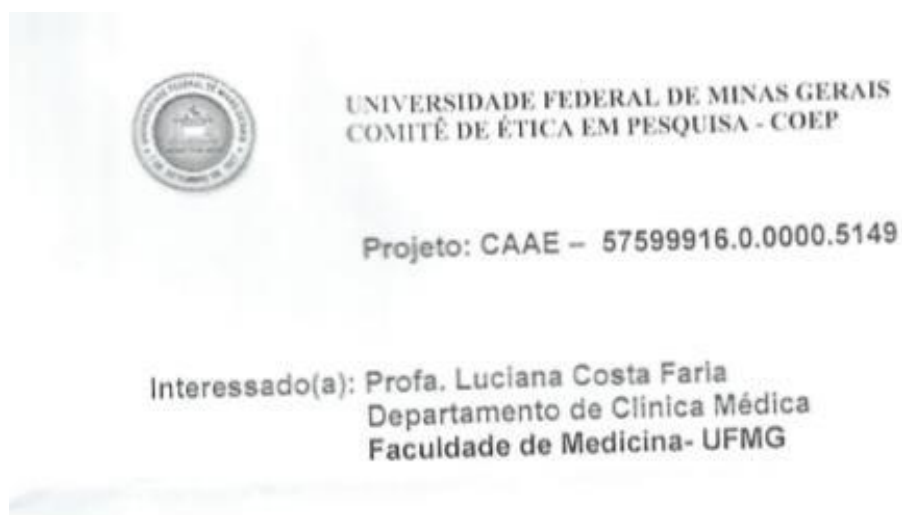 UNIVERSIDADE FEDERAL DE MINAS GERAIS
COMITÊ DE ÉTICA EM PESQUISA - COEP
Projeto: CAAE – 57599916.0.0000.5149
Interessado(a): Profa. Luciana Costa Faria
Departamento de Clínica Médica
Faculdade de Medicina- UFMG